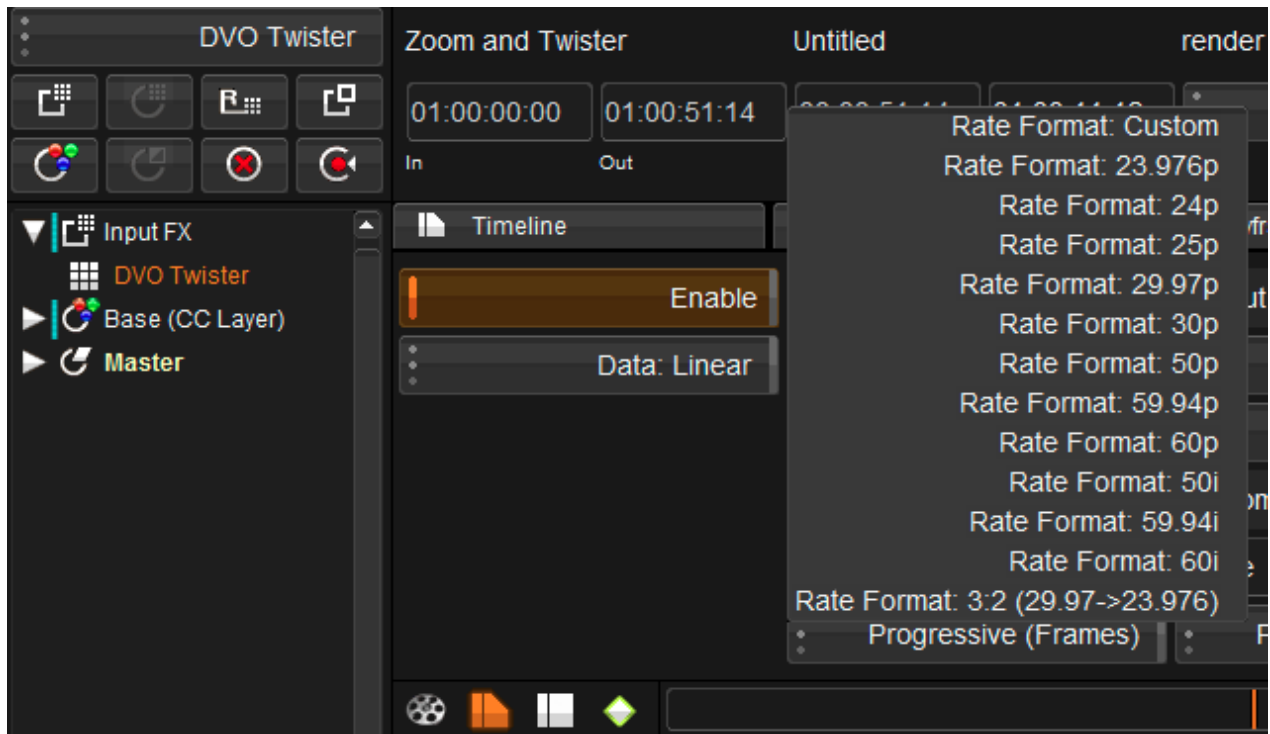 DVO Twister
Zoom and Twister
Untitled
render
R
01:00:00:00
01:00:51:14
In
Out
Input FX
DVO Twister
Base (CC Layer)
Master
Timeline
Enable
Data: Linear
Rate Format: Custom
Rate Format: 23.976p
Rate Format: 24p
Rate Format: 25p
Rate Format: 29.97p
Rate Format: 30p
Rate Format: 50p
Rate Format: 59.94p
Rate Format: 60p
Rate Format: 50i
Rate Format: 59.94i
Rate Format: 60i
Rate Format: 3:2 (29.97->23.976)
Progressive (Frames)